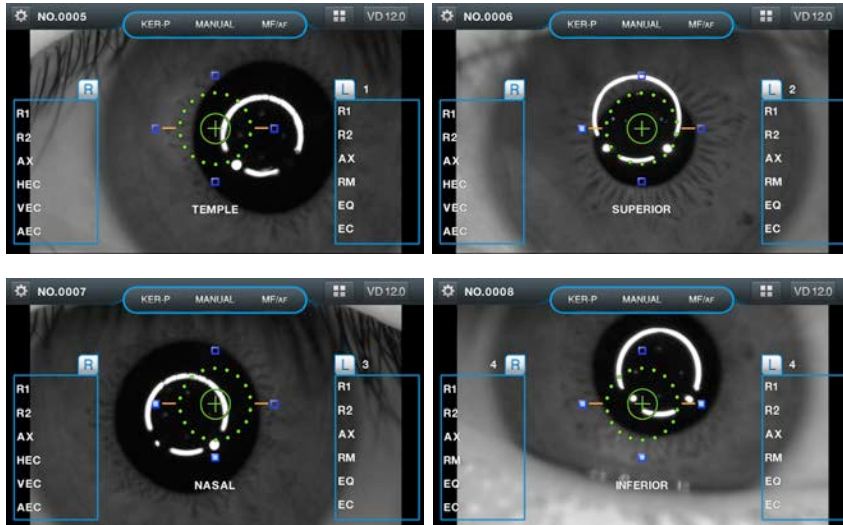 NO.0005 KER-P MANUAL MF/AF VD 12.0
R L 1
R1 R1
R2 R2
AX AX
HEC RM
VEC EQ
AEC EC
TEMPLE
NO.0006 KER-P MANUAL MF/AF VD 12.0
L 2
R1 R1
R2 R2
AX AX
HEC RM
VEC EQ
AEC EC
SUPERIOR
NO.0007 KER-P MANUAL MF/AF VD 12.0
R L 3
R1 R1
R2 R2
AX AX
HEC RM
VEC EQ
AEC EC
NASAL
NO.0008 KER-P MANUAL MF/AF VD 12.0
4 R L 4
R1 R1
R2 R2
AX AX
RM RM
EQ EQ
EC EC
INFERIOR